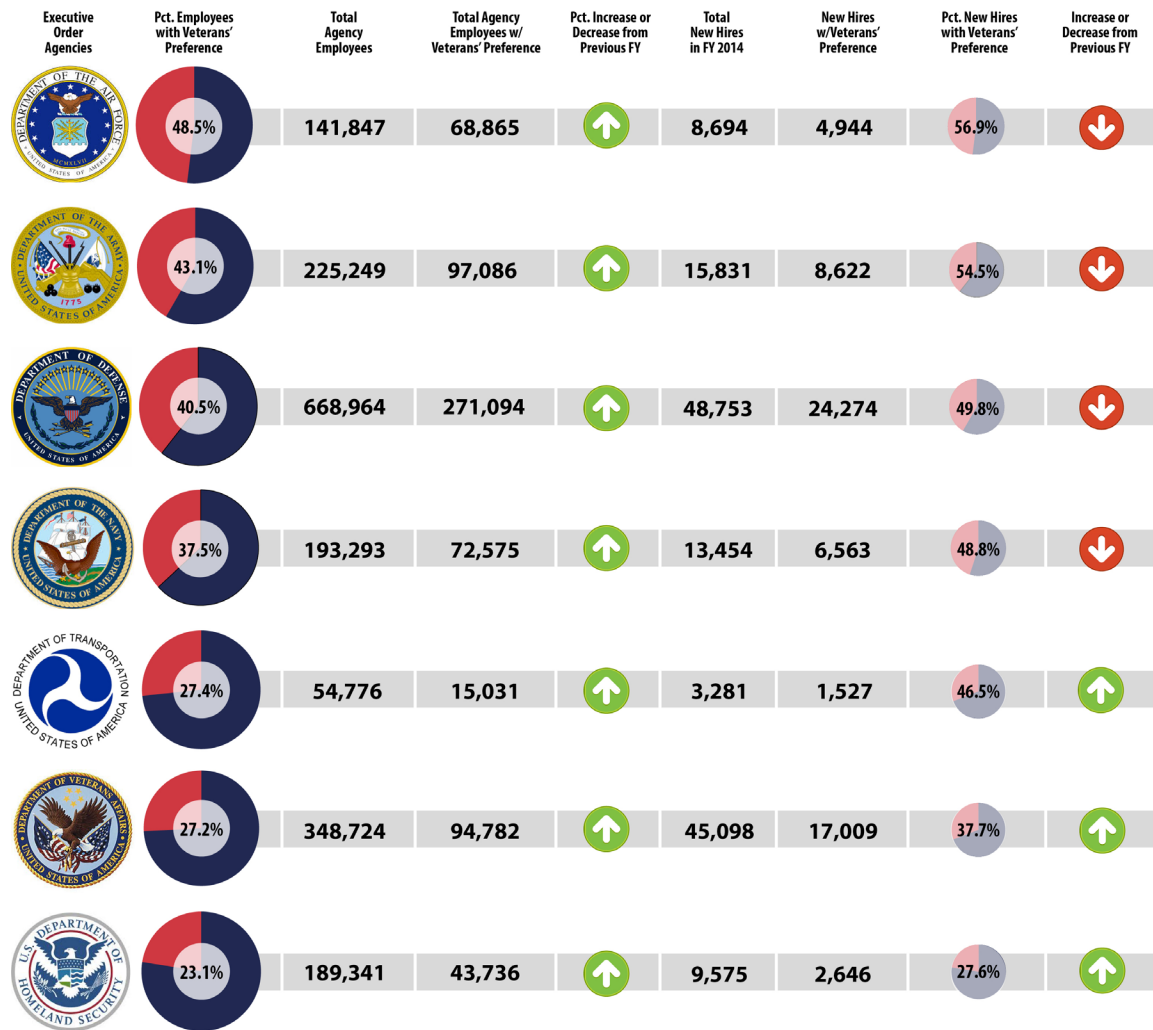 Executive
Order
Agencies
Pct. Employees
with Veterans'
Preference
Total
Agency
Employees
Total Agency
Employees w/
Veterans' Preference
Pct. Increase or
Decrease from
Previous FY
Total
New Hires
in FY 2014
New Hires
w/Veterans'
Preference
Pct. New Hires
with Veterans'
Preference
Increase or
Decrease from
Previous FY
DEPARTMENT OF THE AIR FORCE
MCMXLVII
UNITED STATES OF AMERICA
48.5%
141,847
68,865
8,694
4,944
56.9%
DEPARTMENT OF THE ARMY
1775
UNITED STATES OF AMERICA
43.1%
225,249
97,086
15,831
8,622
54.5%
DEPARTMENT OF DEFENSE
UNITED STATES OF AMERICA
40.5%
668,964
271,094
48,753
24,274
49.8%
DEPARTMENT OF THE NAVY
UNITED STATES OF AMERICA
37.5%
193,293
72,575
13,454
6,563
48.8%
DEPARTMENT OF TRANSPORTATION
UNITED STATES OF AMERICA
27.4%
54,776
15,031
3,281
1,527
46.5%
DEPARTMENT OF VETERANS AFFAIRS
UNITED STATES OF AMERICA
27.2%
348,724
94,782
45,098
17,009
37.7%
U.S. DEPARTMENT OF
HOMELAND SECURITY
23.1%
189,341
43,736
9,575
2,646
27.6%